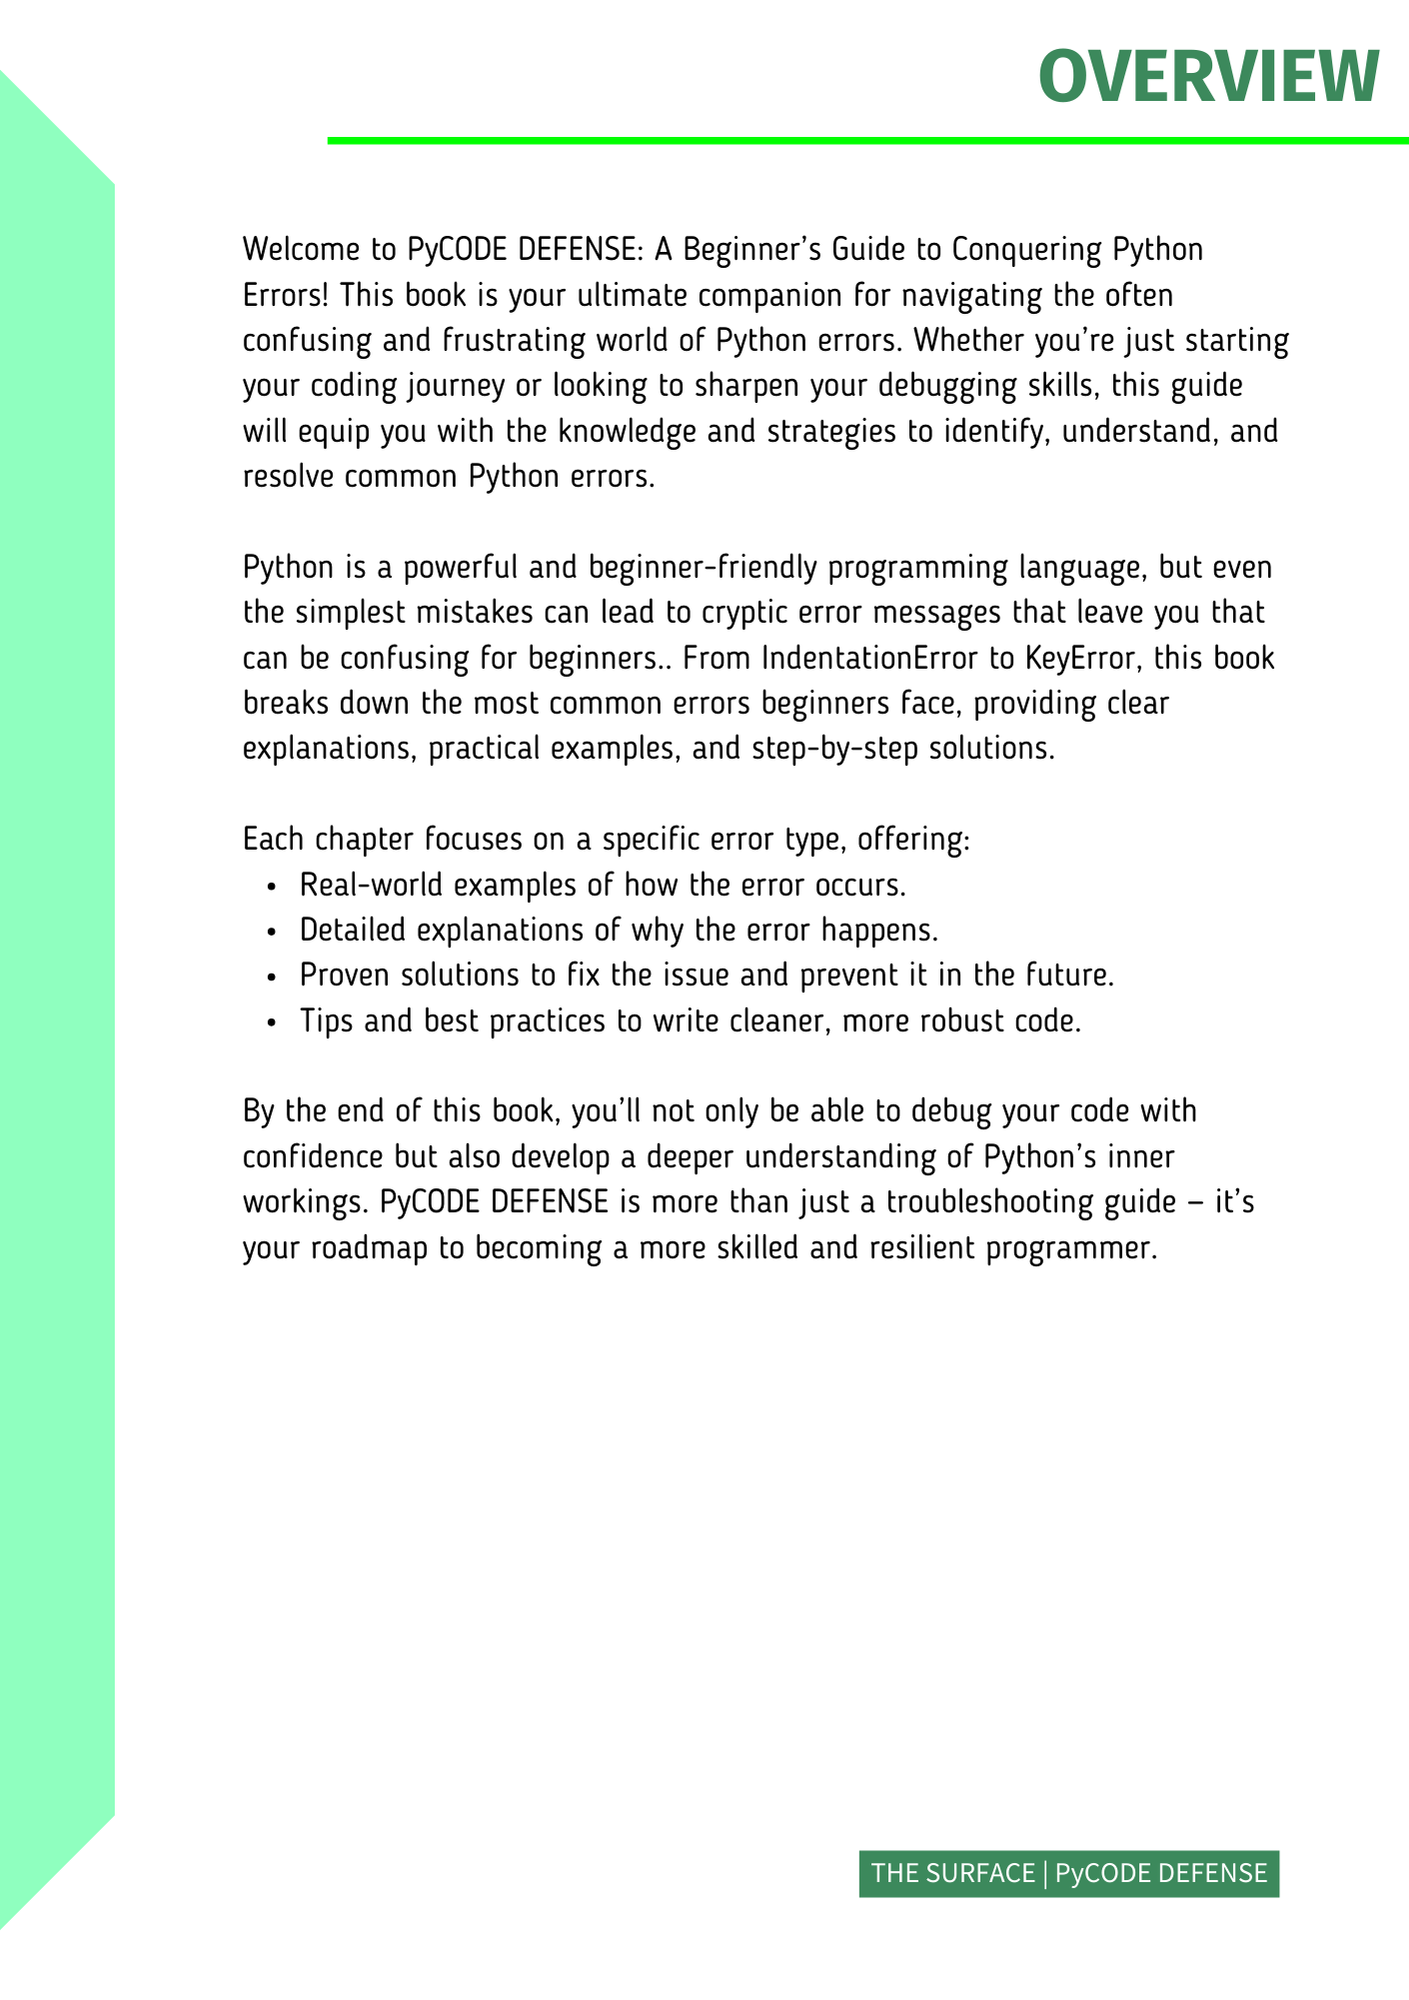 OVERVIEW
Welcome to PyCODE DEFENSE: A Beginner’s Guide to Conquering Python
Errors! This book is your ultimate companion for navigating the often
confusing and frustrating world of Python errors. Whether you’re just starting
your coding journey or looking to sharpen your debugging skills, this guide
will equip you with the knowledge and strategies to identify, understand, and
resolve common Python errors.
Python is a powerful and beginner-friendly programming language, but even
the simplest mistakes can lead to cryptic error messages that leave you that
can be confusing for beginners.. From IndentationError to KeyError, this book
breaks down the most common errors beginners face, providing clear
explanations, practical examples, and step-by-step solutions.
Each chapter focuses on a specific error type, offering:
• Real-world examples of how the error occurs.
• Detailed explanations of why the error happens.
• Proven solutions to fix the issue and prevent it in the future.
• Tips and best practices to write cleaner, more robust code.
By the end of this book, you’ll not only be able to debug your code with
confidence but also develop a deeper understanding of Python’s inner
workings. PyCODE DEFENSE is more than just a troubleshooting guide – it’s
your roadmap to becoming a more skilled and resilient programmer.
THE SURFACE | PyCODE DEFENSE